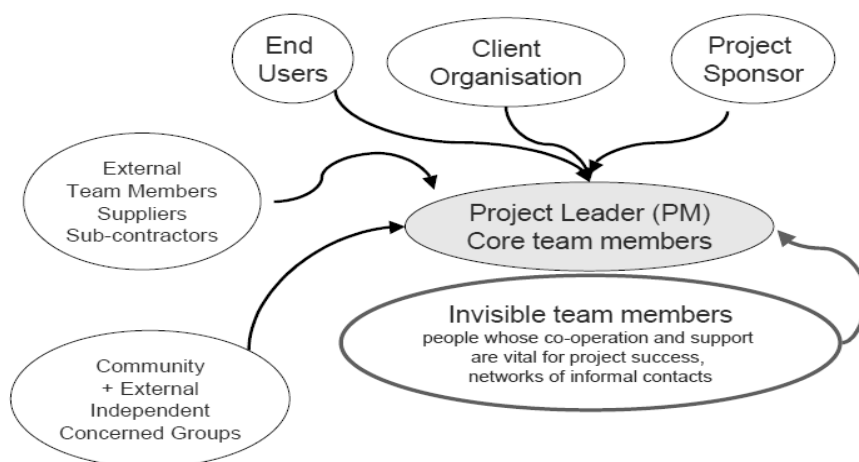 End
Users
Client
Organisation
Project
Sponsor
External
Team Members
Suppliers
Sub-contractors
Project Leader (PM)
Core team members
Invisible team members
people whose co-operation and support
are vital for project success,
networks of informal contacts
Community
+ External
Independent
Concerned Groups